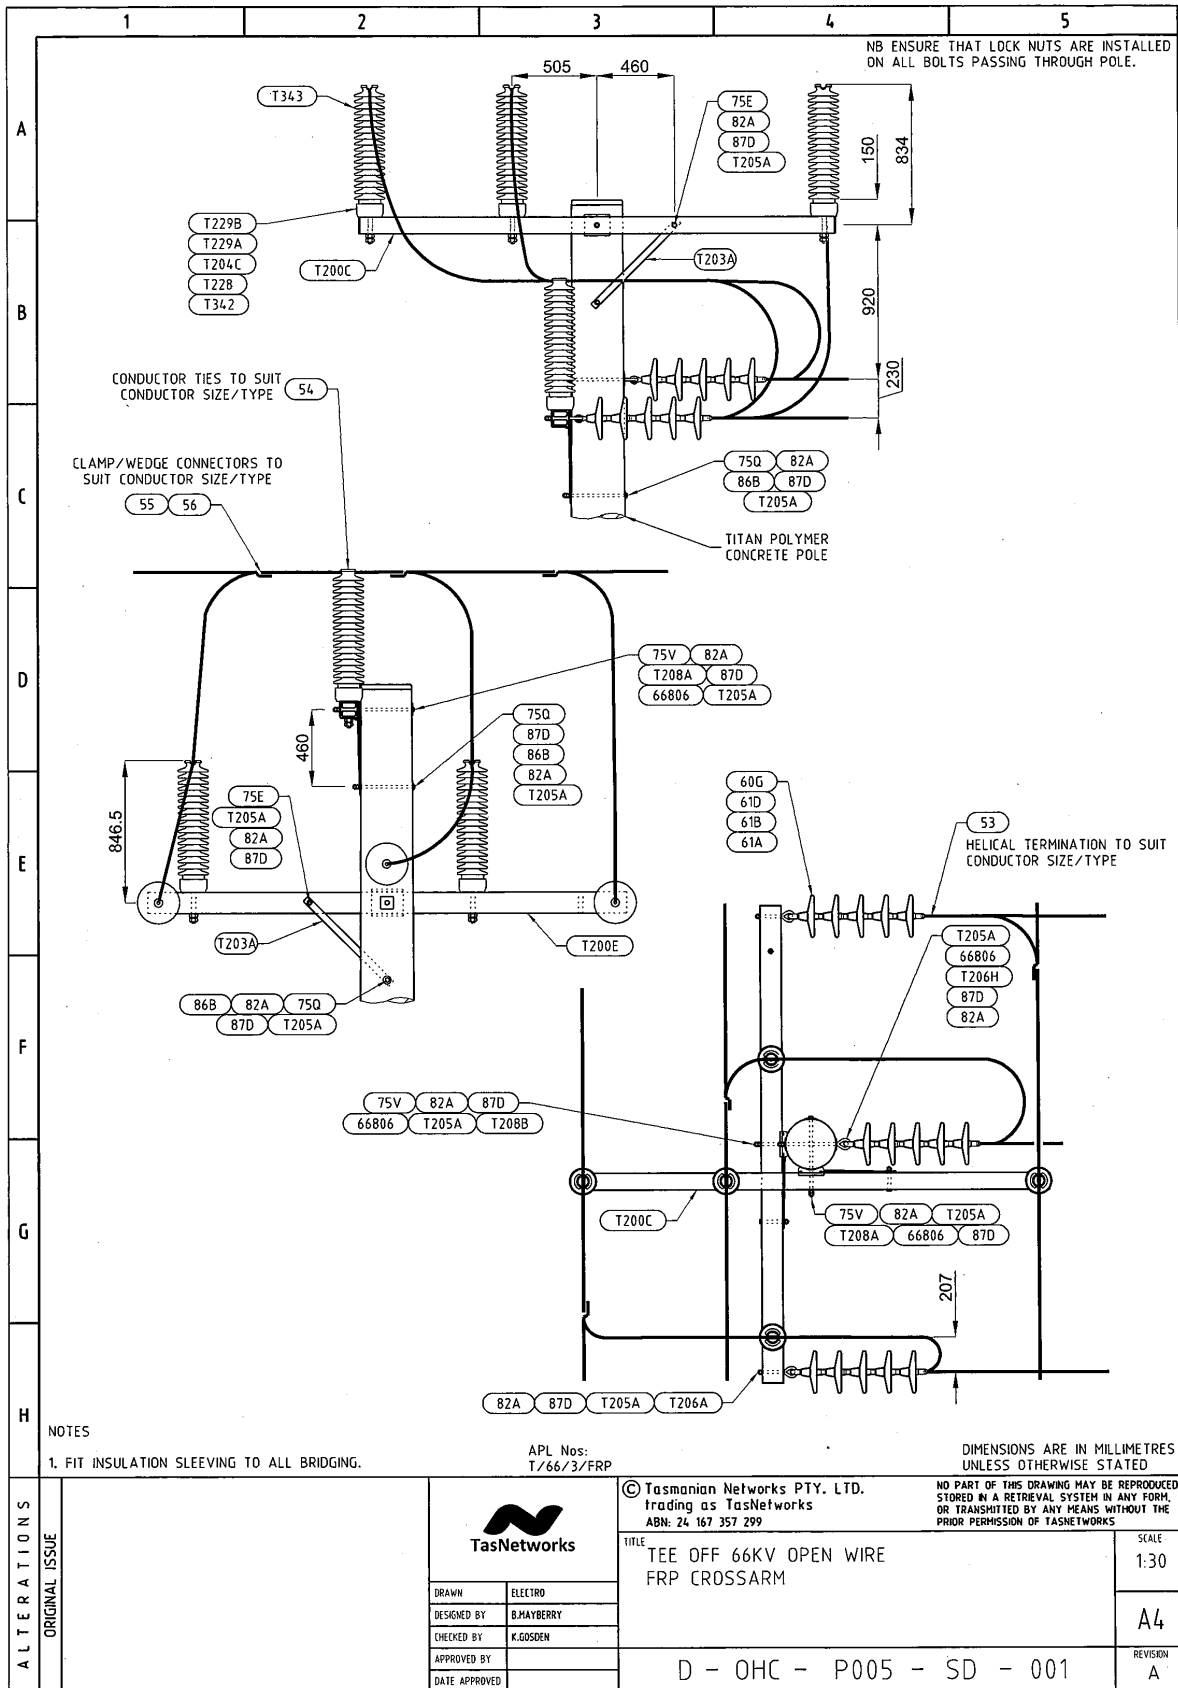 1 2 3 4 5
NB ENSURE THAT LOCK NUTS ARE INSTALLED
ON ALL BOLTS PASSING THROUGH POLE.
A
505 460
T343
75E
82A
87D
T205A
150
834
T229B
T229A
T204C
T228
T342
T200C
T203A
B
920
230
CONDUCTOR TIES TO SUIT
CONDUCTOR SIZE/TYPE
54
C
CLAMP/WEDGE CONNECTORS TO
SUIT CONDUCTOR SIZE/TYPE
55 56
75Q 82A
86B 87D
T205A
TITAN POLYMER
CONCRETE POLE
D
75V 82A
T208A 87D
66806 T205A
460
75Q
87D
86B
82A
T205A
846.5
75E
T205A
82A
87D
E
60G
61D
61B
61A
53
HELICAL TERMINATION TO SUIT
CONDUCTOR SIZE/TYPE
T203A
T200E
T205A
66806
T206H
87D
82A
86B 82A 75Q
87D T205A
F
75V 82A 87D
66806 T205A T208B
G
T200C
75V 82A T205A
T208A 66806 87D
207
H
82A 87D T205A T206A
NOTES
1. FIT INSULATION SLEEVING TO ALL BRIDGING.
APL Nos:
T/66/3/FRP
DIMENSIONS ARE IN MILLIMETRES
UNLESS OTHERWISE STATED
ALTERATIONS
ORIGINAL ISSUE
TasNetworks
© Tasmanian Networks PTY. LTD.
trading as TasNetworks
ABN: 24 167 357 299
NO PART OF THIS DRAWING MAY BE REPRODUCED
STORED IN A RETRIEVAL SYSTEM IN ANY FORM,
OR TRANSMITTED BY ANY MEANS WITHOUT THE
PRIOR PERMISSION OF TASNETWORKS
TITLE
TEE OFF 66KV OPEN WIRE
FRP CROSSARM
SCALE
1:30
A4
DRAWN ELECTRO
DESIGNED BY B.MAYBERRY
CHECKED BY K.GOSDEN
APPROVED BY
DATE APPROVED
D - OHC - P005 - SD - 001
REVISION
A